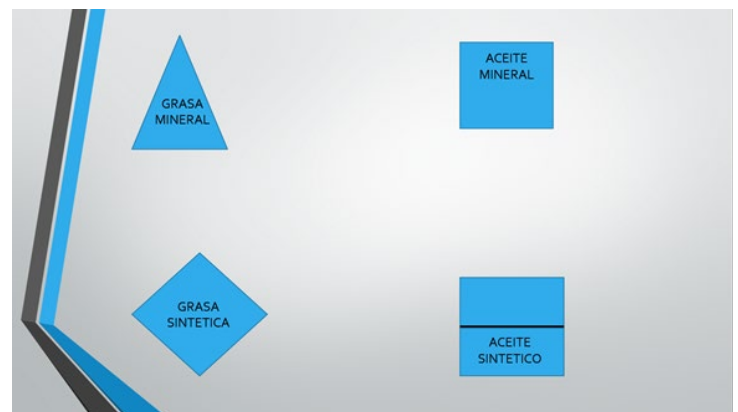 GRASA
MINERAL
ACEITE
MINERAL
GRASA
SINTETICA
ACEITE
SINTETICO